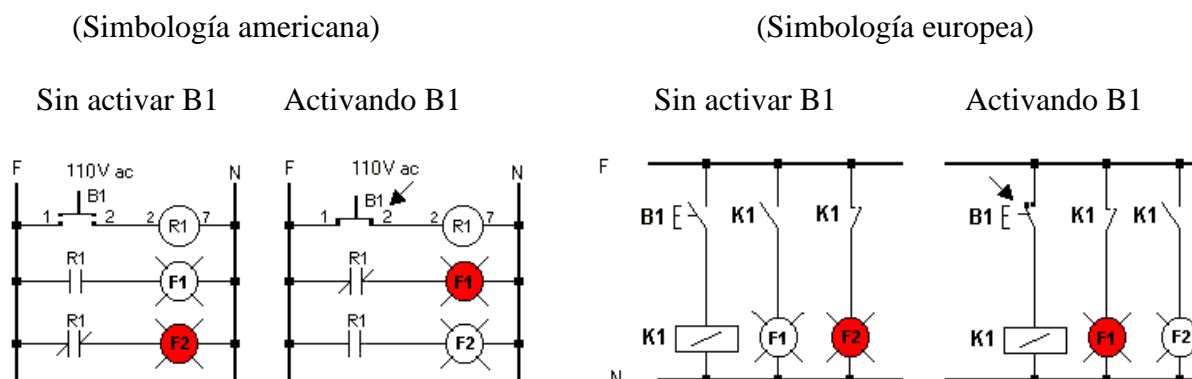 (Simbología americana)
(Simbología europea)
Sin activar B1
Activando B1
Sin activar B1
Activando B1
F
110V ac
N
B1
1
2
2
R1
7
R1
F1
R1
F2
F
110V ac
N
B1
1
2
2
R1
7
R1
F1
R1
F2
F
B1
K1
K1
K1
F1
F2
N
B1
K1
K1
K1
F1
F2